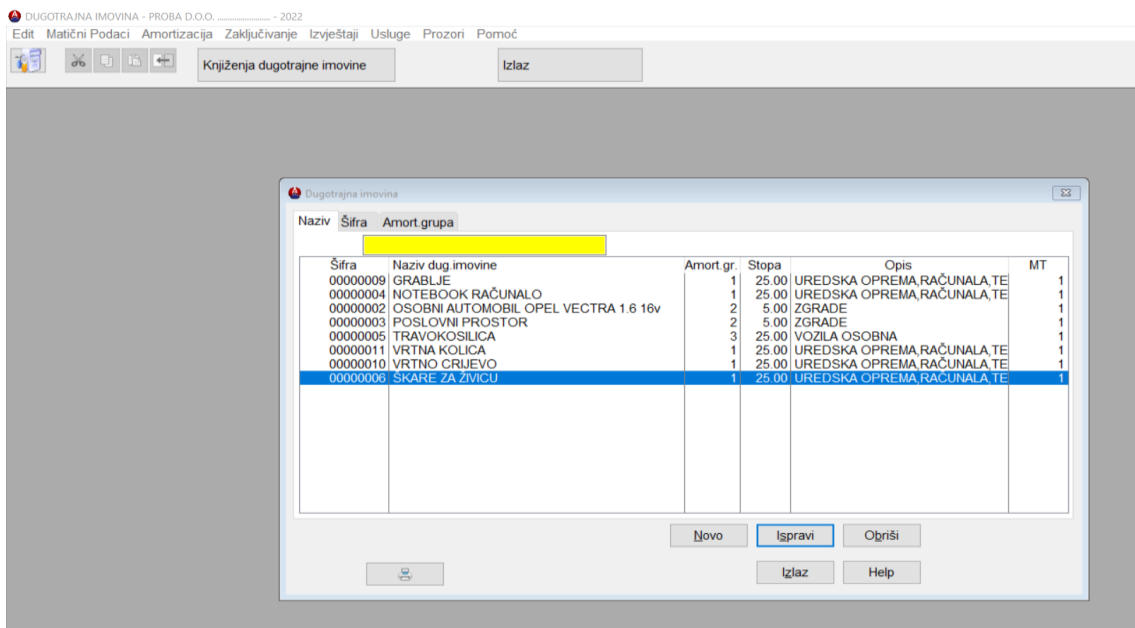 DUGOTRAJNA IMOVINA - PROBA D.O.O. ........................ - 2022
Edit Matični Podaci Amortizacija Zaključivanje Izvještaji Usluge Prozori Pomoć
Knjiženja dugotrajne imovine Izlaz
Dugotrajna imovina
Naziv Šifra Amort.grupa
Šifra Naziv dug.imovine Amort.gr. Stopa Opis MT
00000009 GRABLJE 1 25.00 UREDSKA OPREMA,RAČUNALA,TE 1
00000004 NOTEBOOK RAČUNALO 1 25.00 UREDSKA OPREMA,RAČUNALA,TE 1
00000002 OSOBNI AUTOMOBIL OPEL VECTRA 1.6 16v 2 5.00 ZGRADE 1
00000003 POSLOVNI PROSTOR 2 5.00 ZGRADE 1
00000005 TRAVOKOSILICA 3 25.00 VOZILA OSOBNA 1
00000011 VRTNA KOLICA 1 25.00 UREDSKA OPREMA,RAČUNALA,TE 1
00000010 VRTNO CRIJEVO 1 25.00 UREDSKA OPREMA,RAČUNALA,TE 1
00000006 ŠKARE ZA ŽIVICU 1 25.00 UREDSKA OPREMA,RAČUNALA,TE 1
Novo Ispravi Obriši
Izlaz Help